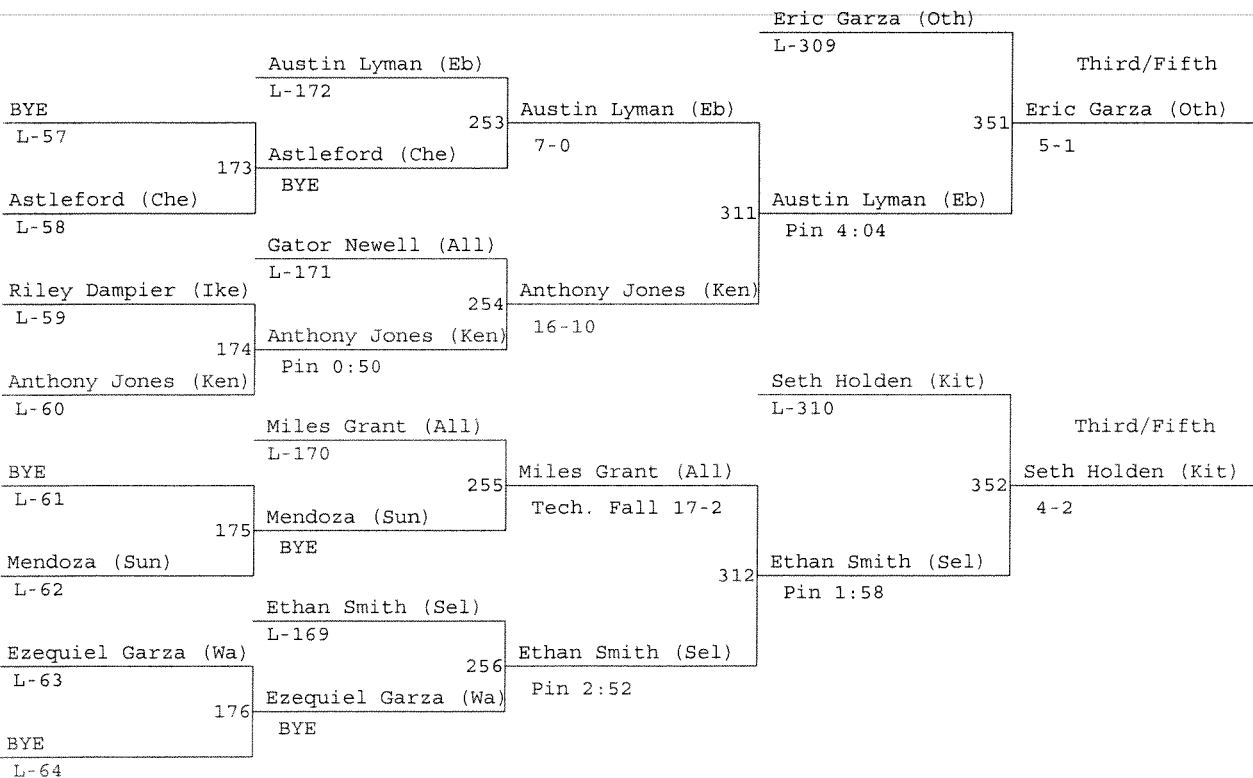 Eric Garza (Oth)
L-309
Austin Lyman (Eb)
Third/Fifth
L-172
BYE
Austin Lyman (Eb)
Eric Garza (Oth)
L-57
253
351
7-0
5-1
Astleford (Che)
173
BYE
Astleford (Che)
Austin Lyman (Eb)
L-58
311
Pin 4:04
Gator Newell (All)
L-171
Riley Dampier (Ike)
Anthony Jones (Ken)
L-59
254
16-10
Anthony Jones (Ken)
174
Pin 0:50
Anthony Jones (Ken)
Seth Holden (Kit)
L-60
L-310
Miles Grant (All)
Third/Fifth
L-170
BYE
Miles Grant (All)
Seth Holden (Kit)
L-61
255
352
Tech. Fall 17-2
4-2
Mendoza (Sun)
175
BYE
Mendoza (Sun)
Ethan Smith (Sel)
L-62
312
Pin 1:58
Ethan Smith (Sel)
L-169
Ezequiel Garza (Wa)
Ethan Smith (Sel)
L-63
256
Pin 2:52
Ezequiel Garza (Wa)
176
BYE
BYE
L-64